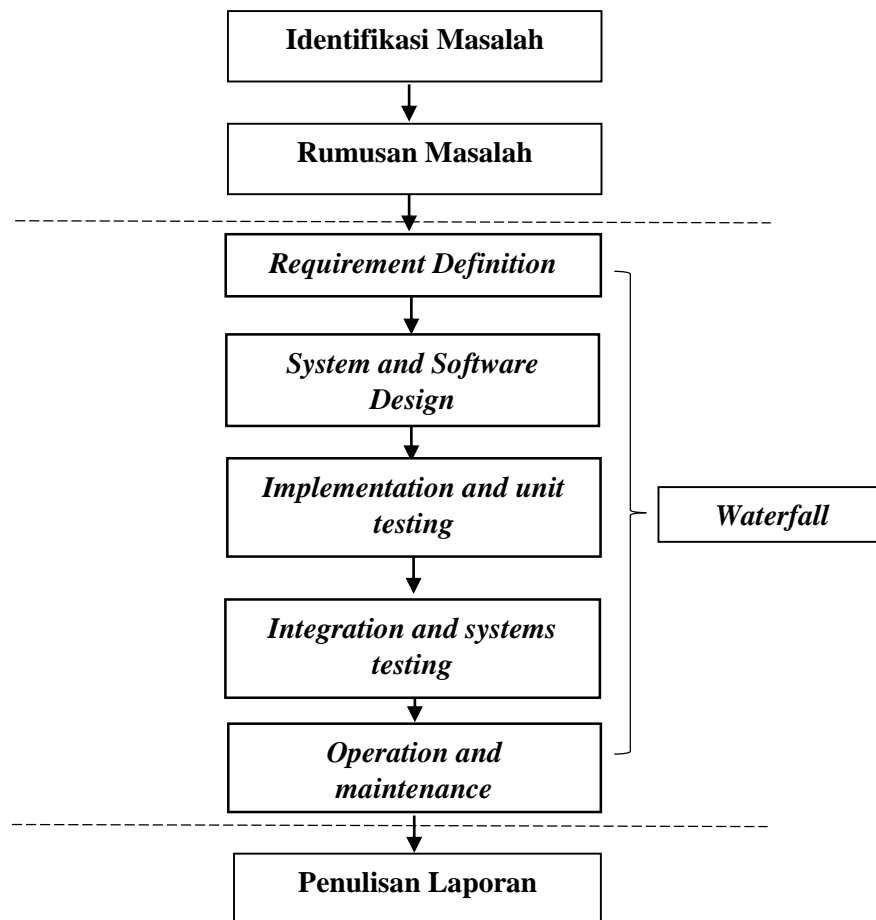 Identifikasi Masalah
Rumusan Masalah
Requirement Definition
System and Software
Design
Implementation and unit
testing
Waterfall
Integration and systems
testing
Operation and
maintenance
Penulisan Laporan